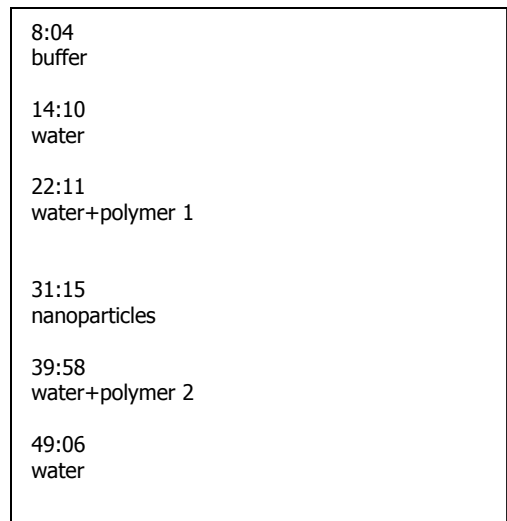 8:04
buffer
14:10
water
22:11
water+polymer 1
31:15
nanoparticles
39:58
water+polymer 2
49:06
water